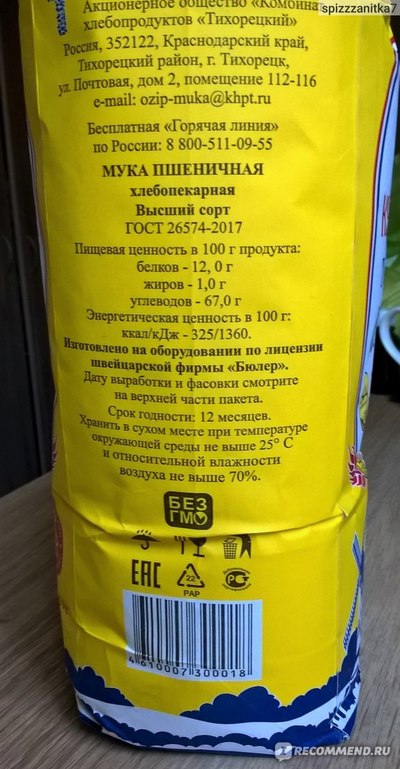 spizzzanitka7
Акционерное общество «Комбинат
хлебопродуктов «Тихорецкий»
Россия, 352122, Краснодарский край,
Тихорецкий район, г. Тихорецк,
ул. Почтовая, дом 2, помещение 112-116
e-mail: ozip-muka@khpt.ru
Бесплатная «Горячая линия»
по России: 8 800-511-09-55
МУКА ПШЕНИЧНАЯ
хлебопекарная
Высший сорт
ГОСТ 26574-2017
Пищевая ценность в 100 г продукта:
белков - 12, 0 г
жиров - 1,0 г
углеводов - 67,0 г
Энергетическая ценность в 100 г:
ккал/кДж - 325/1360.
Изготовлено на оборудовании по лицензии
швейцарской фирмы «Бюлер».
Дату выработки и фасовки смотрите
на верхней части пакета.
Срок годности: 12 месяцев.
Хранить в сухом месте при температуре
окружающей среды не выше 25° С
и относительной влажности
воздуха не выше 70%.
БЕЗ
ГМО
EAC
22
PAP
4610007300018
IRECOMMEND.RU